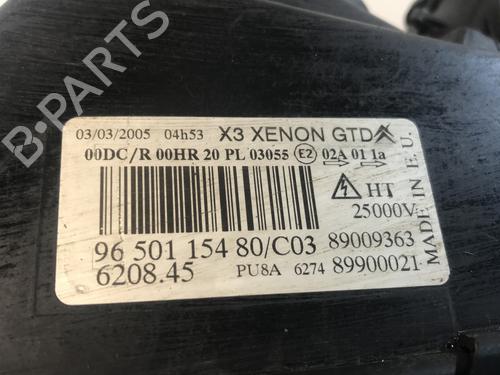 03/03/2005 04h53 X3 XENON GTD
00DC/R 00HR 20 PL 03055 E2 02A 01 1a
HT
25000V
96 501 154 80/C03 89009363
6208.45 PU8A 6274 89900021
MADE IN E.U.